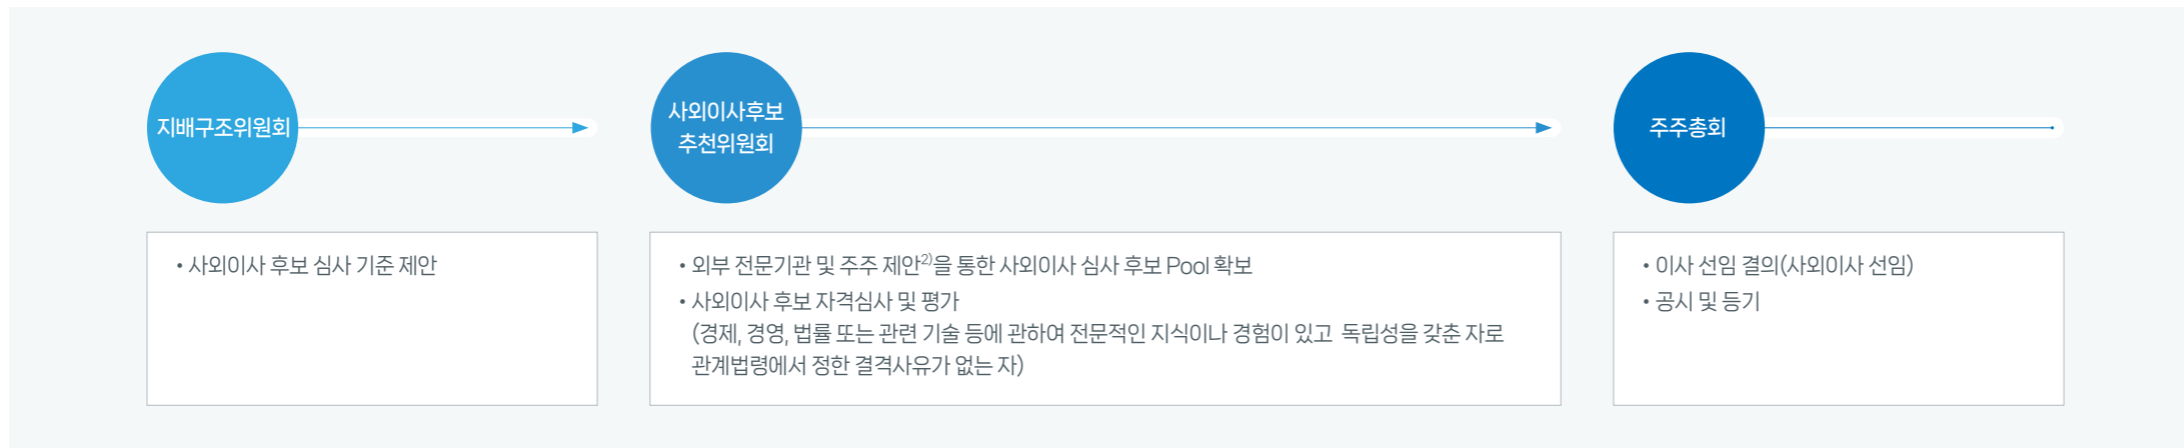 지배구조위원회
• 사외이사 후보 심사 기준 제안
사외이사후보
추천위원회
• 외부 전문기관 및 주주 제안2)을 통한 사외이사 심사 후보 Pool 확보
• 사외이사 후보 자격심사 및 평가
(경제, 경영, 법률 또는 관련 기술 등에 관하여 전문적인 지식이나 경험이 있고 독립성을 갖춘 자로
관계법령에서 정한 결격사유가 없는 자)
주주총회
• 이사 선임 결의(사외이사 선임)
• 공시 및 등기